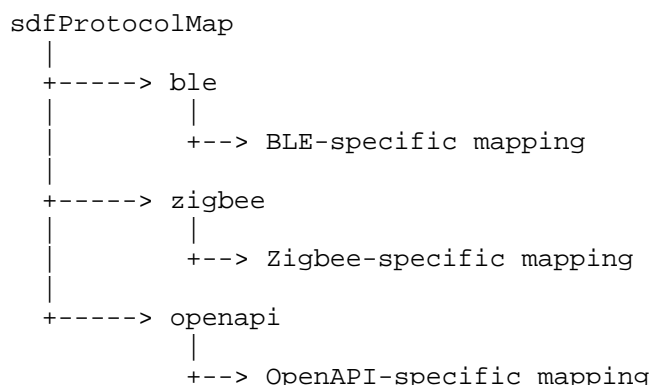 sdfProtocolMap
|
+-----> ble
|       |
|       +--> BLE-specific mapping
|
+-----> zigbee
|       |
|       +--> Zigbee-specific mapping
|
+-----> openapi
        |
        +--> OpenAPI-specific mapping